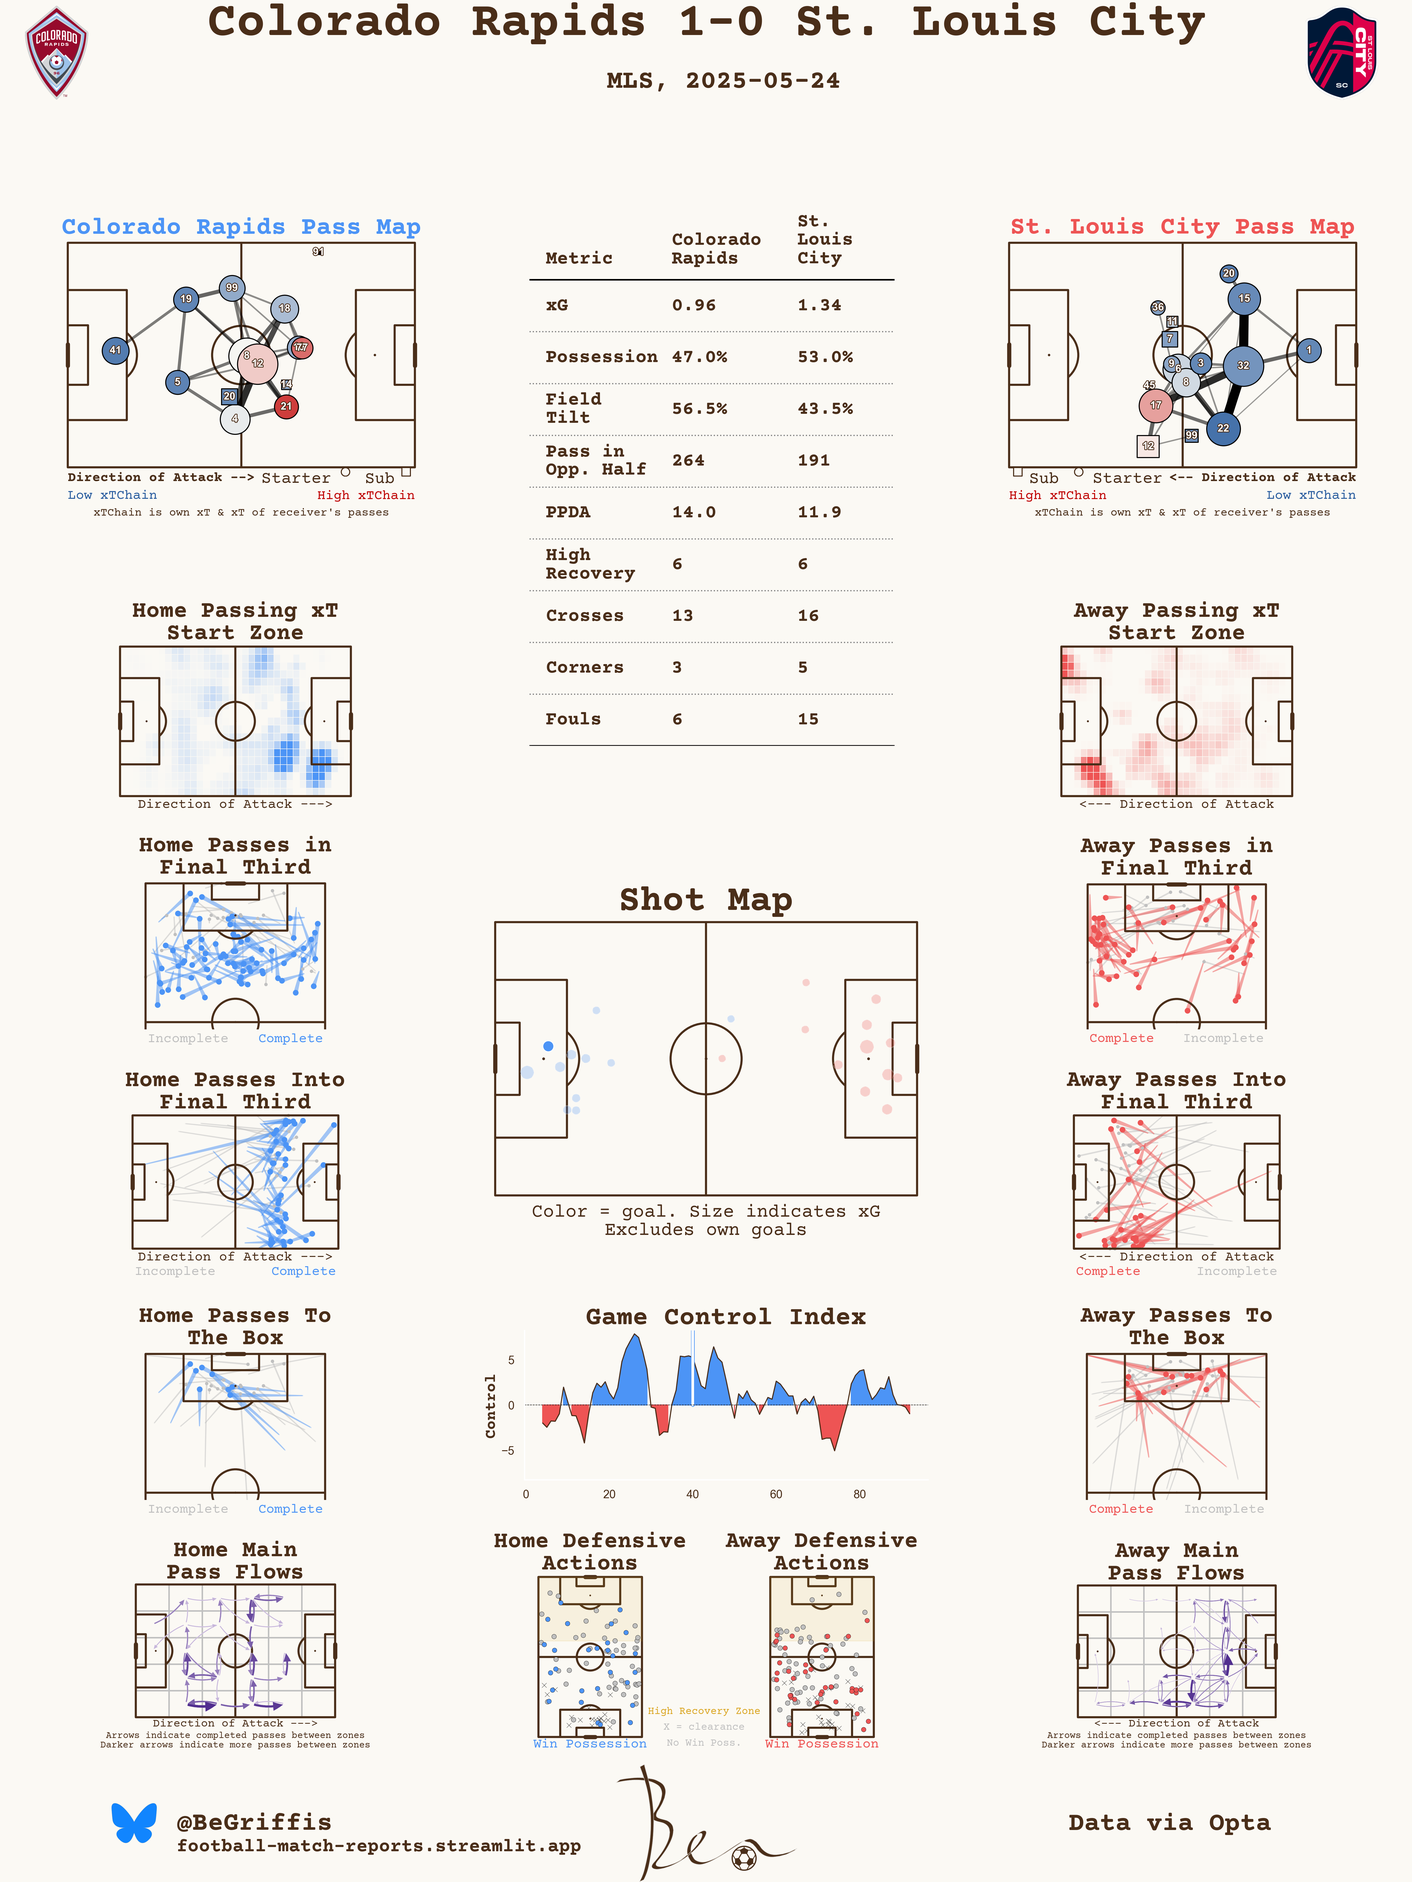 Colorado Rapids 1-0 St. Louis City
MLS, 2025-05-24
COLORADO
RAPIDS
ST. LOUIS
CITY
SC
Colorado Rapids Pass Map
91
99
19
18
41
8
12
77
5
14
20
21
4
Direction of Attack --> Starter Sub
Low xTChain High xTChain
xTChain is own xT & xT of receiver's passes
Metric Colorado Rapids St. Louis City
xG 0.96 1.34
Possession 47.0% 53.0%
Field Tilt 56.5% 43.5%
Pass in Opp. Half 264 191
PPDA 14.0 11.9
High Recovery 6 6
Crosses 13 16
Corners 3 5
Fouls 6 15
St. Louis City Pass Map
20
15
36
11
7
1
9
3
6
32
8
45
17
22
99
12
Sub Starter <-- Direction of Attack
High xTChain Low xTChain
xTChain is own xT & xT of receiver's passes
Home Passing xT
Start Zone
Direction of Attack --->
Away Passing xT
Start Zone
<--- Direction of Attack
Home Passes in
Final Third
Incomplete Complete
Shot Map
Color = goal. Size indicates xG
Excludes own goals
Away Passes in
Final Third
Complete Incomplete
Home Passes Into
Final Third
Direction of Attack --->
Incomplete Complete
Away Passes Into
Final Third
<--- Direction of Attack
Complete Incomplete
Home Passes To
The Box
Incomplete Complete
Game Control Index
Control
5
0
−5
0 20 40 60 80
Away Passes To
The Box
Complete Incomplete
Home Main
Pass Flows
Direction of Attack --->
Arrows indicate completed passes between zones
Darker arrows indicate more passes between zones
Home Defensive
Actions
Win Possession
High Recovery Zone
X = clearance
No Win Poss.
Away Defensive
Actions
Win Possession
Away Main
Pass Flows
<--- Direction of Attack
Arrows indicate completed passes between zones
Darker arrows indicate more passes between zones
@BeGriffis
football-match-reports.streamlit.app
Ben
Data via Opta